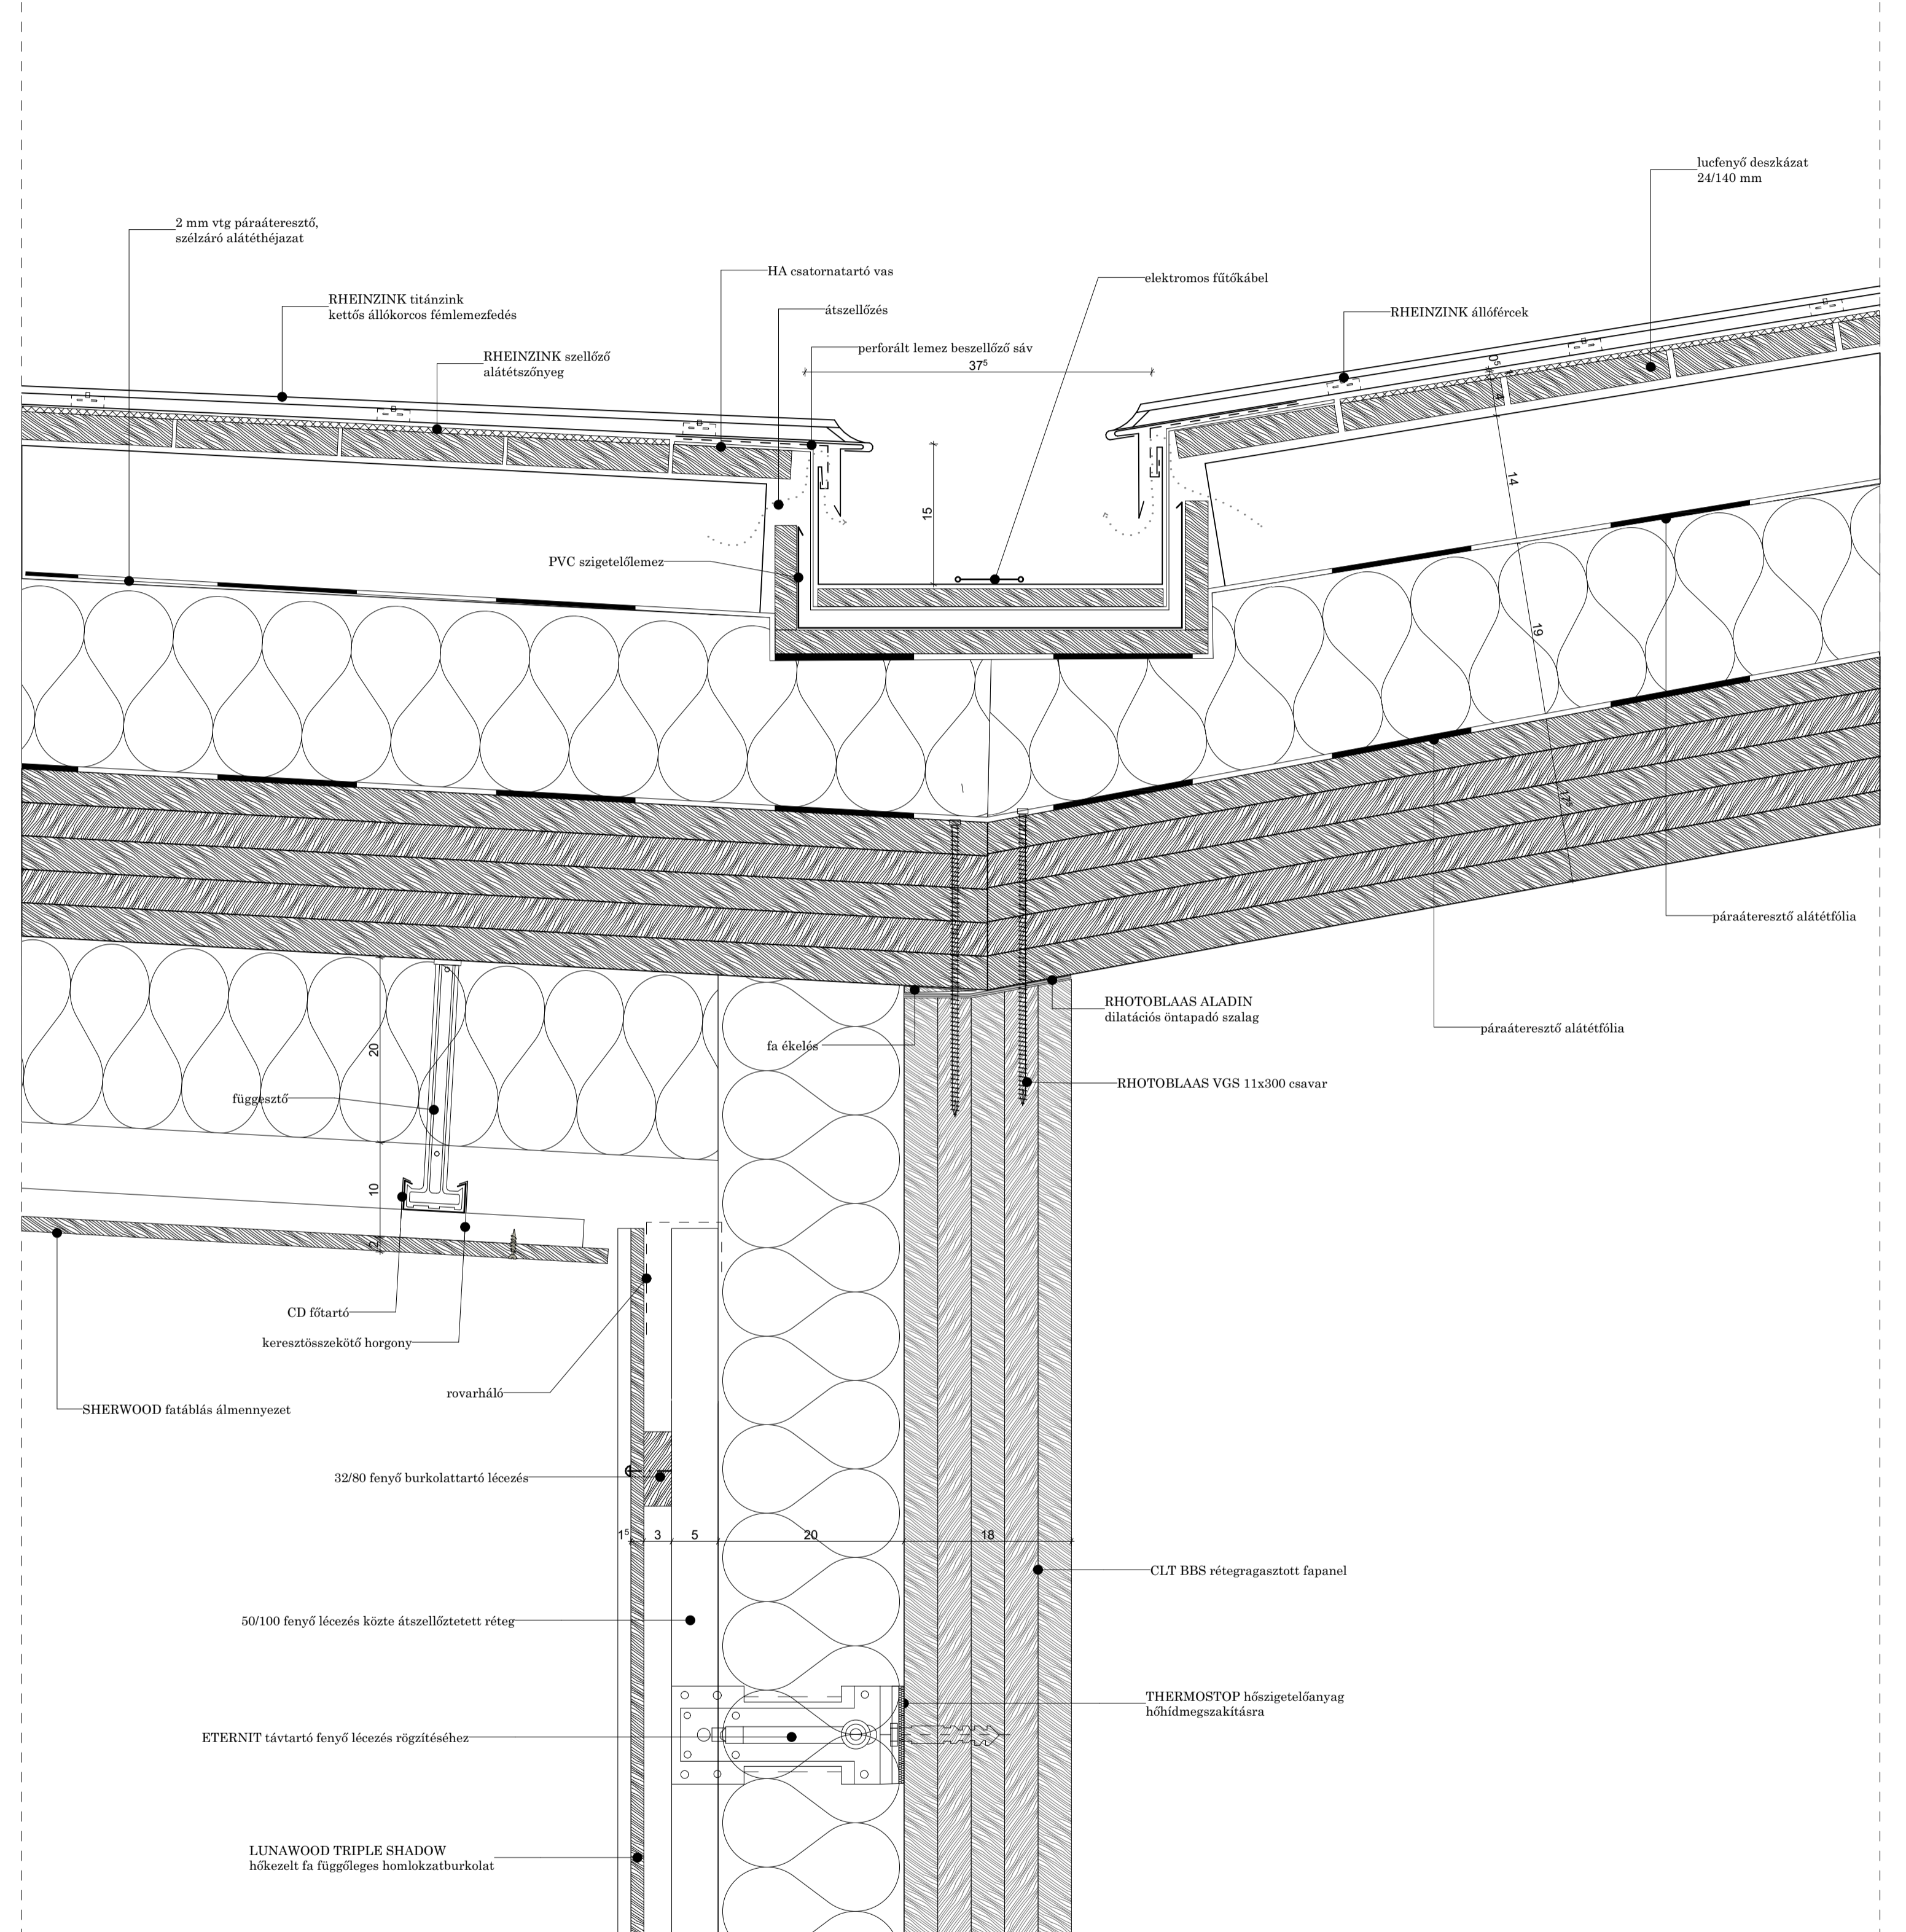 lucfenyő deszkázat
24/140 mm
2 mm vtg páraáteresztő,
szélzáró alátéthéjazat
HA csatornatartó vas
elektromos fűtőkábel
RHEINZINK titánzink
kettős állókorcos fémlemezfedés
átszellőzés
RHEINZINK állófércek
perforált lemez beszellőző sáv
RHEINZINK szellőző
alátétszőnyeg
37⁵
0⁵
1
4
14
15
PVC szigetelőlemez
19
17⁵
páraáteresztő alátétfólia
RHOTOBLAAS ALADIN
dilatációs öntapadó szalag
páraáteresztő alátétfólia
fa ékelés
20
RHOTOBLAAS VGS 11x300 csavar
függesztő
10
2
CD főtartó
keresztösszekötő horgony
rovarháló
SHERWOOD fatáblás álmennyezet
32/80 fenyő burkolattartó lécezés
1⁵ 3 5 20 18
CLT BBS rétegragasztott fapanel
50/100 fenyő lécezés közte átszellőztetett réteg
THERMOSTOP hőszigetelőanyag
hőhídmegszakításra
ETERNIT távtartó fenyő lécezés rögzítéséhez
LUNAWOOD TRIPLE SHADOW
hőkezelt fa függőleges homlokzatburkolat